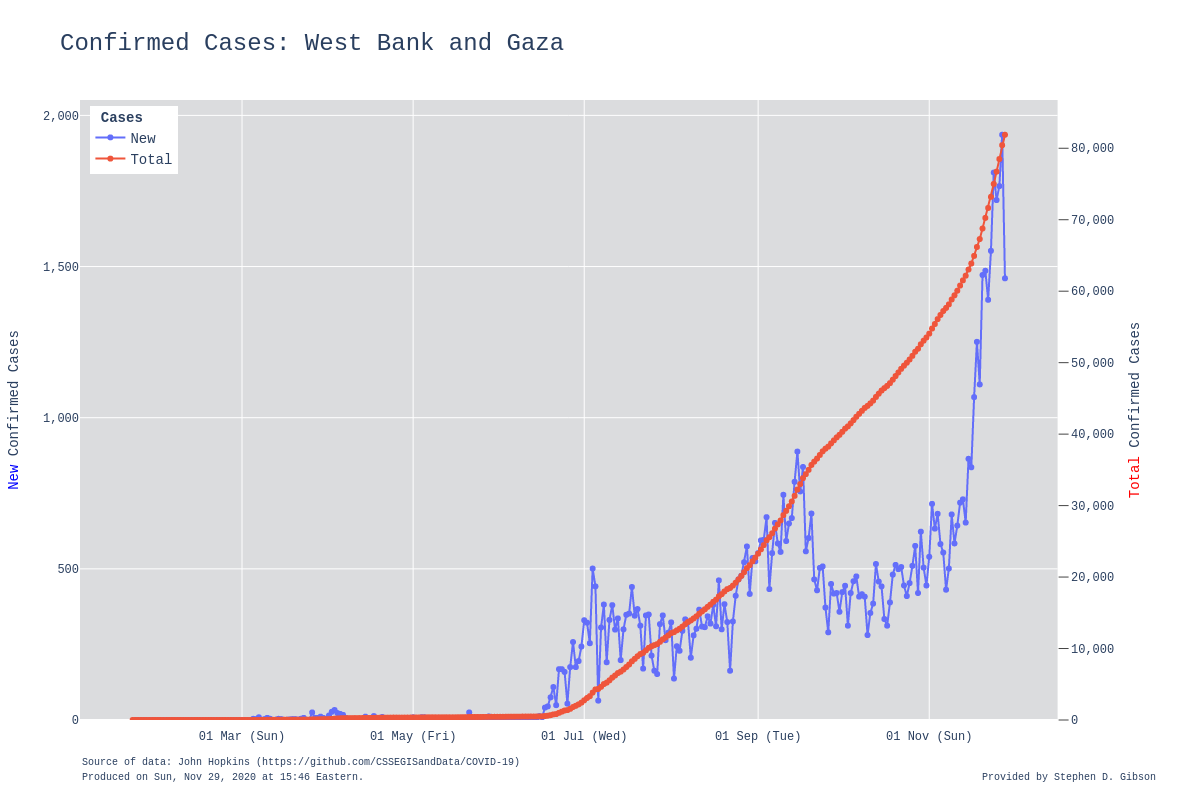 Confirmed Cases: West Bank and Gaza
Cases
New
Total
2,000
1,500
1,000
500
0
80,000
70,000
60,000
50,000
40,000
30,000
20,000
10,000
0
New Confirmed Cases
Total Confirmed Cases
01 Mar (Sun) 01 May (Fri) 01 Jul (Wed) 01 Sep (Tue) 01 Nov (Sun)
Source of data: John Hopkins (https://github.com/CSSEGISandData/COVID-19)
Produced on Sun, Nov 29, 2020 at 15:46 Eastern.
Provided by Stephen D. Gibson